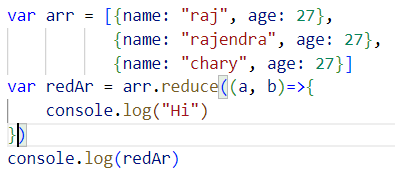 var arr = [{name: "raj", age: 27},
{name: "rajendra", age: 27},
{name: "chary", age: 27}]
var redAr = arr.reduce((a, b)=>{
console.log("Hi")
})
console.log(redAr)